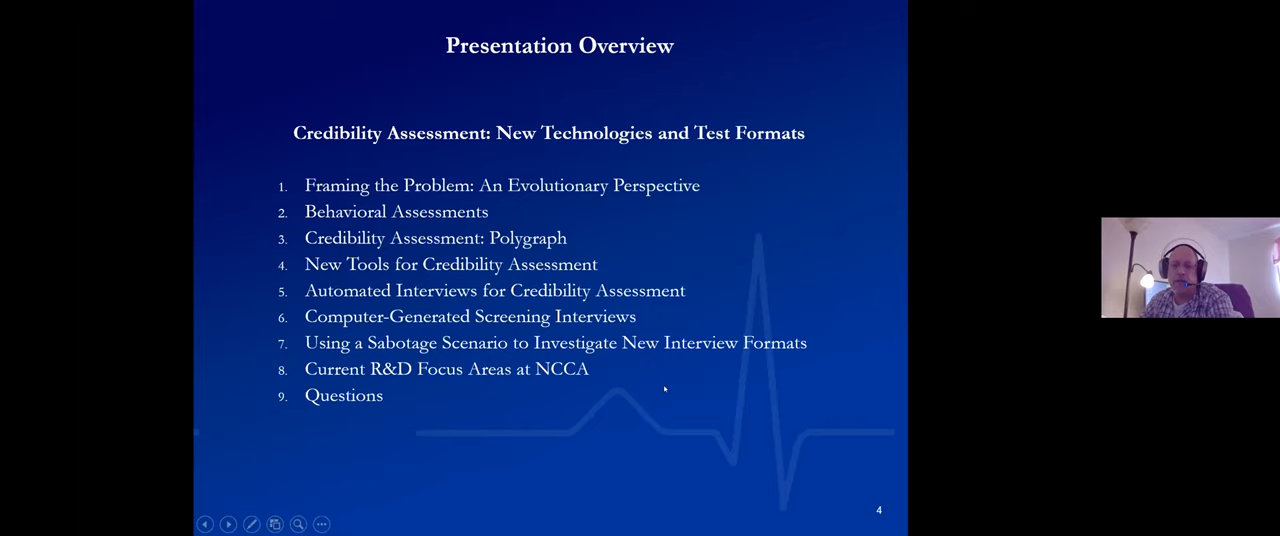 Presentation Overview
Credibility Assessment: New Technologies and Test Formats
1. Framing the Problem: An Evolutionary Perspective
2. Behavioral Assessments
3. Credibility Assessment: Polygraph
4. New Tools for Credibility Assessment
5. Automated Interviews for Credibility Assessment
6. Computer-Generated Screening Interviews
7. Using a Sabotage Scenario to Investigate New Interview Formats
8. Current R&D Focus Areas at NCCA
9. Questions
4